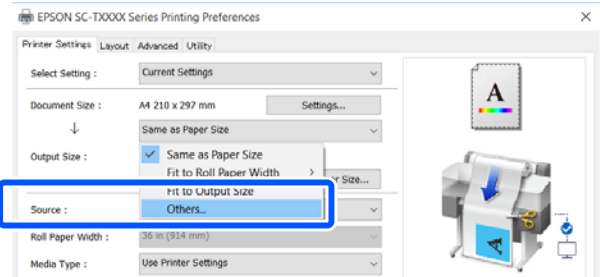 EPSON SC-TXXXX Series Printing Preferences
Printer Settings Layout Advanced Utility
Select Setting : Current Settings
Document Size : A4 210 x 297 mm Settings...
Same as Paper Size
Output Size : Same as Paper Size
Fit to Roll Paper Width
Size...
Fit to Output Size
Source : Others...
Roll Paper Width : 36 in (914 mm)
Media Type : Use Printer Settings
A
A